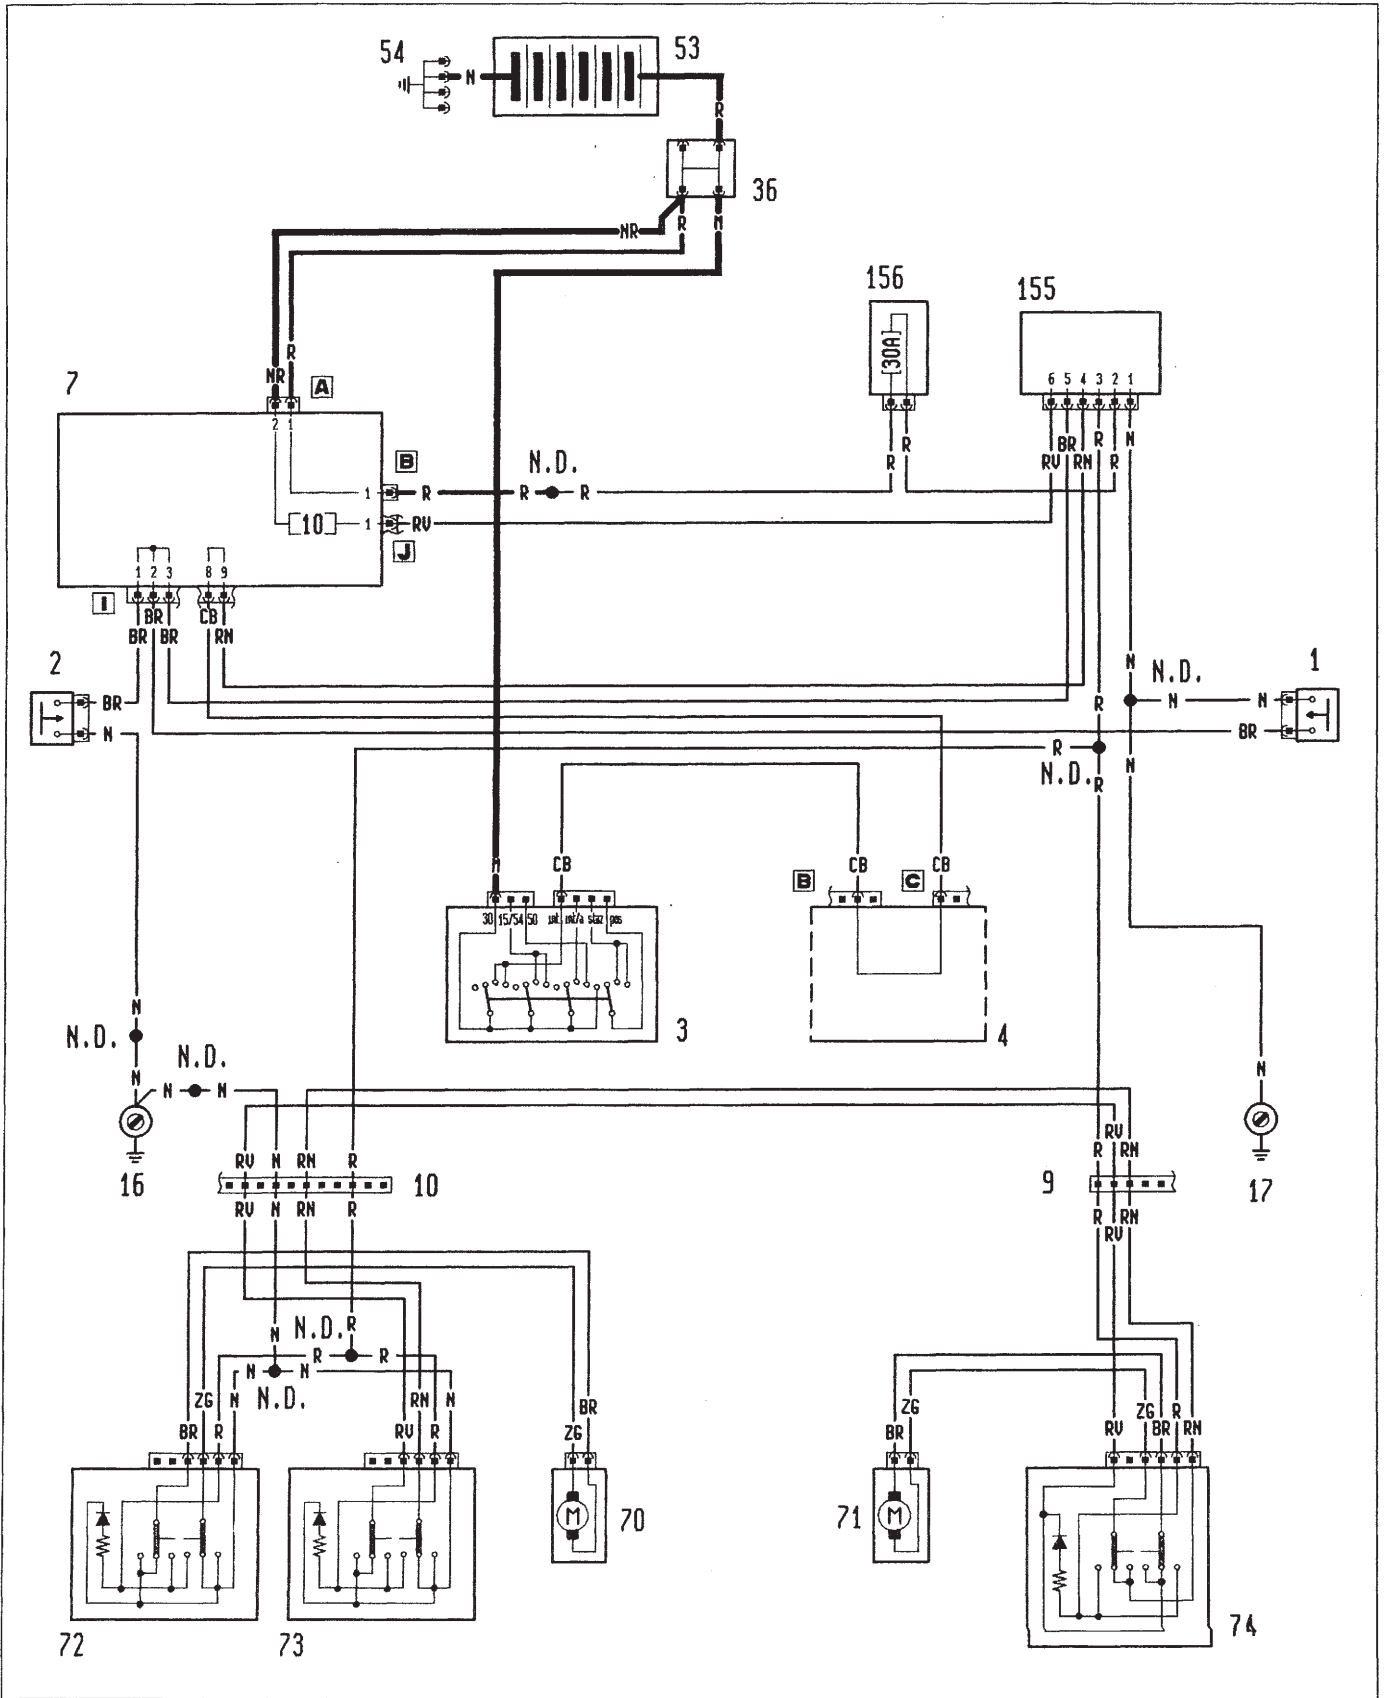 54 53
N
R
36
NR R M
156 155
30A
R
7 NR A
2 1
6 5 4 3 2 1
B N.D. R R BR R N
1 R R R RV RN R
10 1 RV
J
1 2 3 8 9
I BR CB
BR BR RN
2 N N.D. 1
BR R N N
N BR
R
N.D. R N
M CB CB CB
B C
30 15/54 50 int int/a staz pos
N 3 4
N.D. N.D.
N N N N
RV
RV N RN R R RN
16 10 9 17
RV N RN R R RN
RV
N N.D. R
R R
N N
ZG N N.D. RN N BR ZG ZG R
BR R RV R ZG BR RV BR RN
M 70 71 M
72 73 74